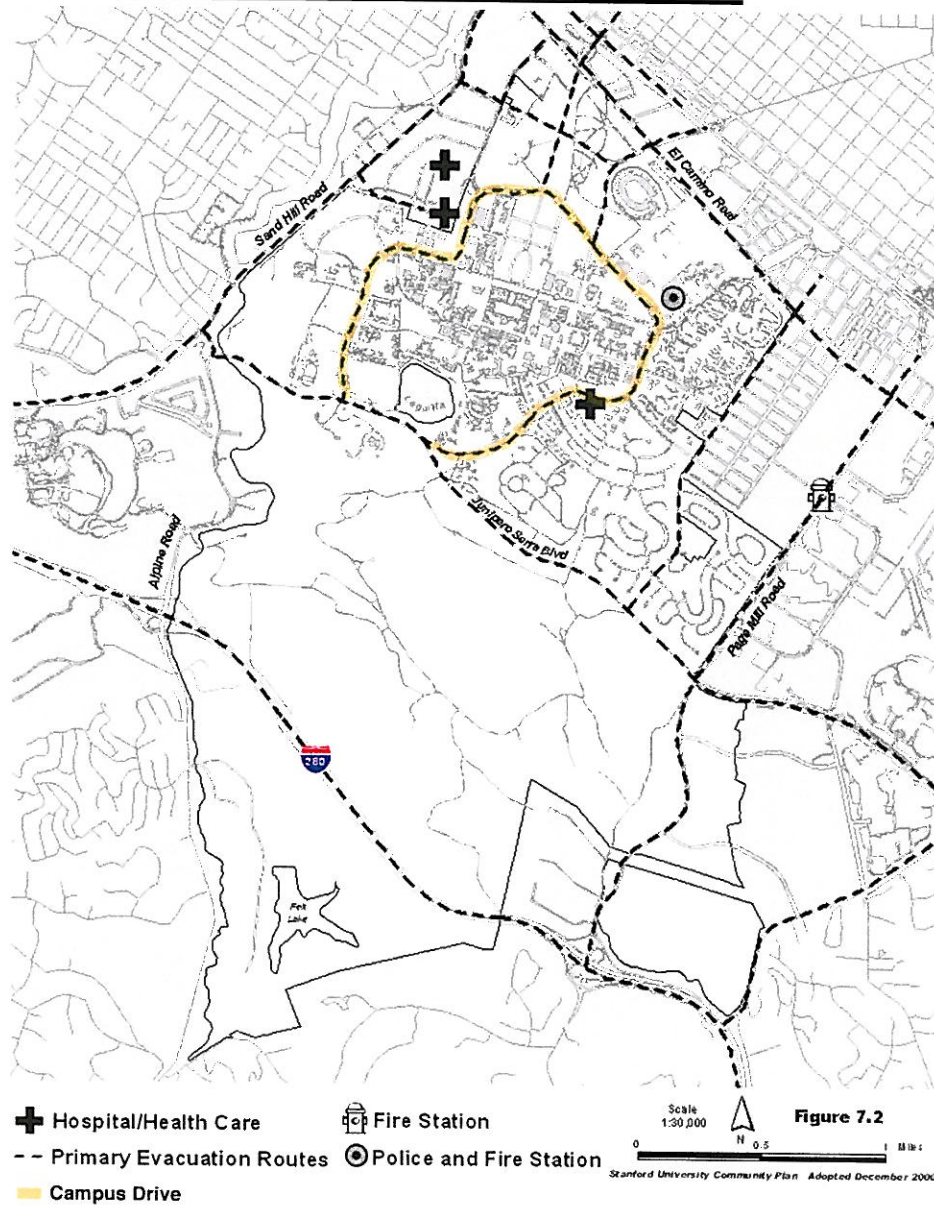 Sand Hill Road
El Camino Road
Lagunita
Junipero Serra Blvd
Alpine Road
Page Mill Road
280
Felt
Lake
Hospital/Health Care
Fire Station
Primary Evacuation Routes
Police and Fire Station
Campus Drive
Scale
1:30,000
N
Figure 7.2
0 0.5 1 Miles
Stanford University Community Plan Adopted December 2000